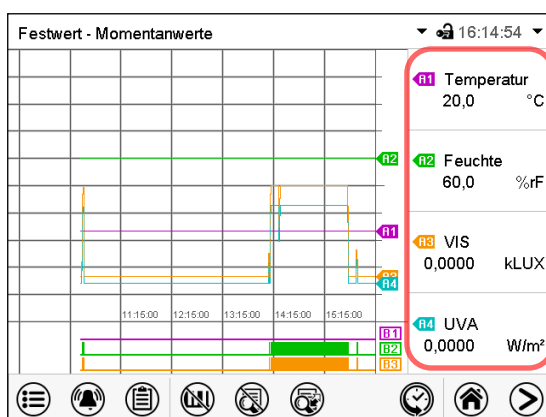 Festwert - Momentanwerte
16:14:54
A1 Temperatur
20,0 °C
A2
A2 Feuchte
60,0 %rF
A1
A3 VIS
0,0000 kLUX
A3
A4
11:15:00 12:15:00 13:15:00 14:15:00 15:15:00
A4 UVA
0,0000 W/m²
B1
B2
B3